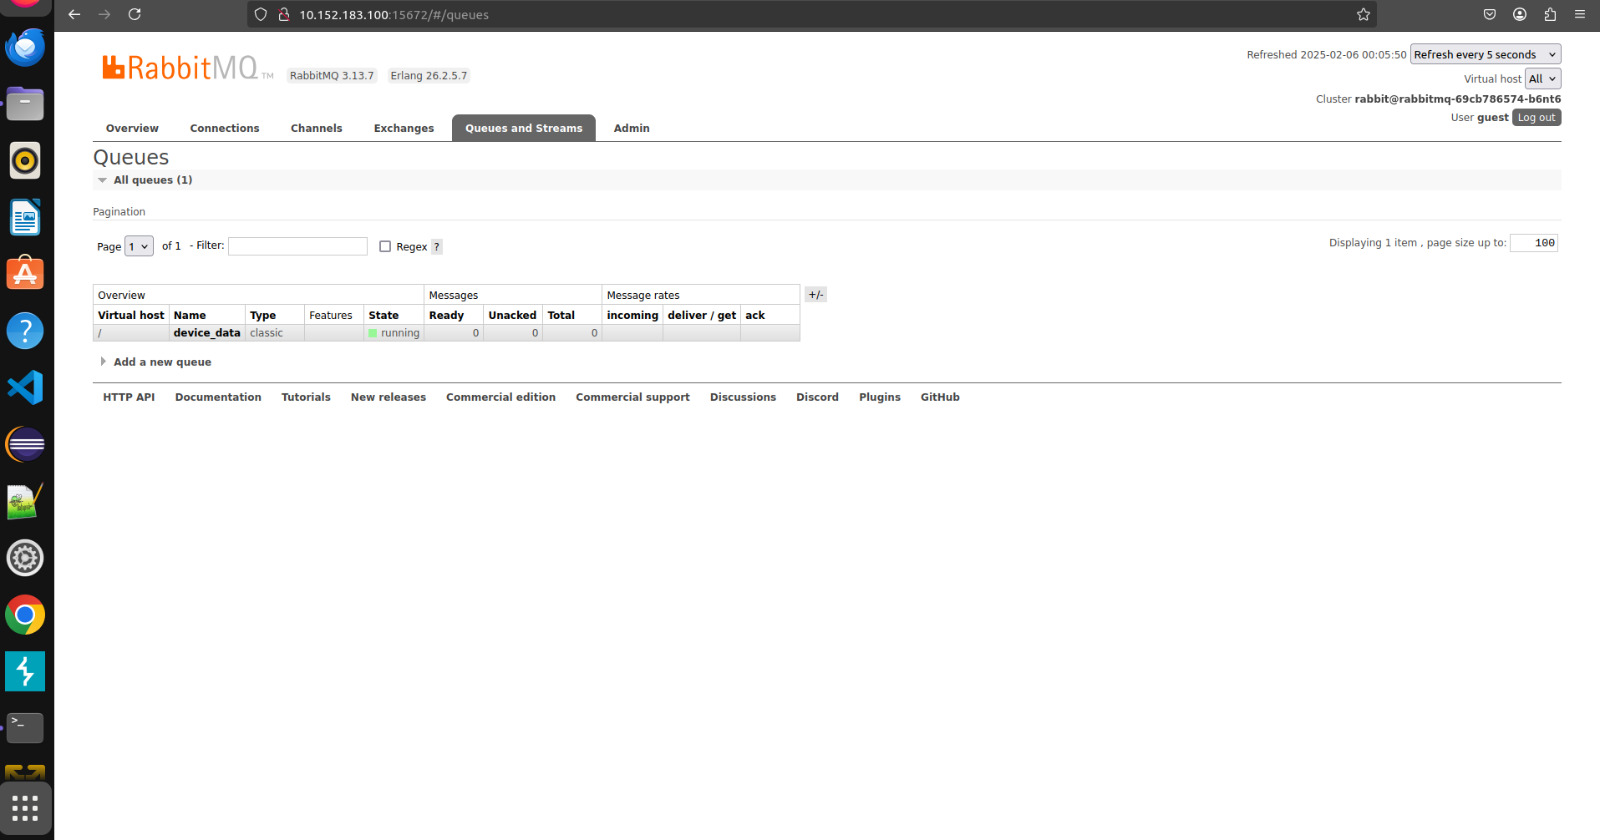 10.152.183.100:15672/#/queues
RabbitMQ TM RabbitMQ 3.13.7 Erlang 26.2.5.7
Refreshed 2025-02-06 00:05:50 Refresh every 5 seconds
Virtual host All
Cluster rabbit@rabbitmq-69cb786574-b6nt6
User guest Log out
Overview Connections Channels Exchanges Queues and Streams Admin
Queues
All queues (1)
Pagination
Page 1 of 1 - Filter: Regex ? Displaying 1 item , page size up to: 100
Overview Messages Message rates +/-
Virtual host Name Type Features State Ready Unacked Total incoming deliver / get ack
/ device_data classic running 0 0 0
Add a new queue
HTTP API Documentation Tutorials New releases Commercial edition Commercial support Discussions Discord Plugins GitHub